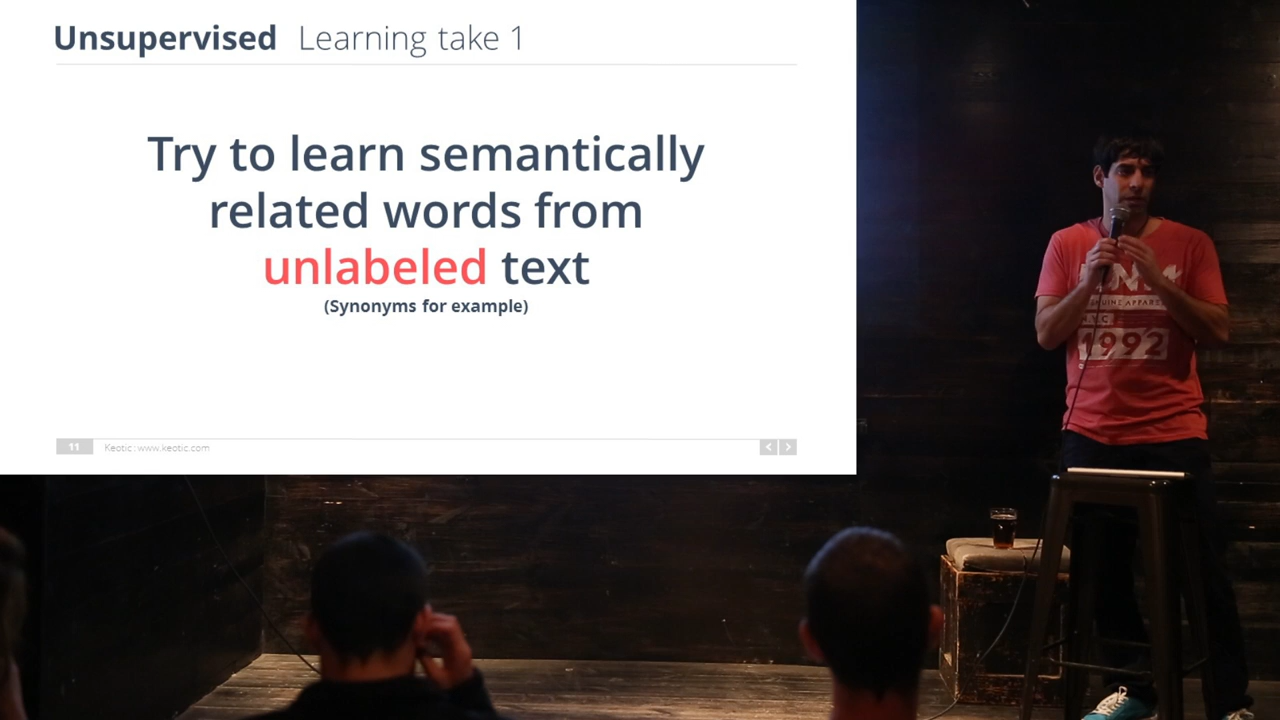 Unsupervised Learning take 1
Try to learn semantically
related words from
unlabeled text
(Synonyms for example)
11 Keotic : www.keotic.com
< >
N.Y.C
1992